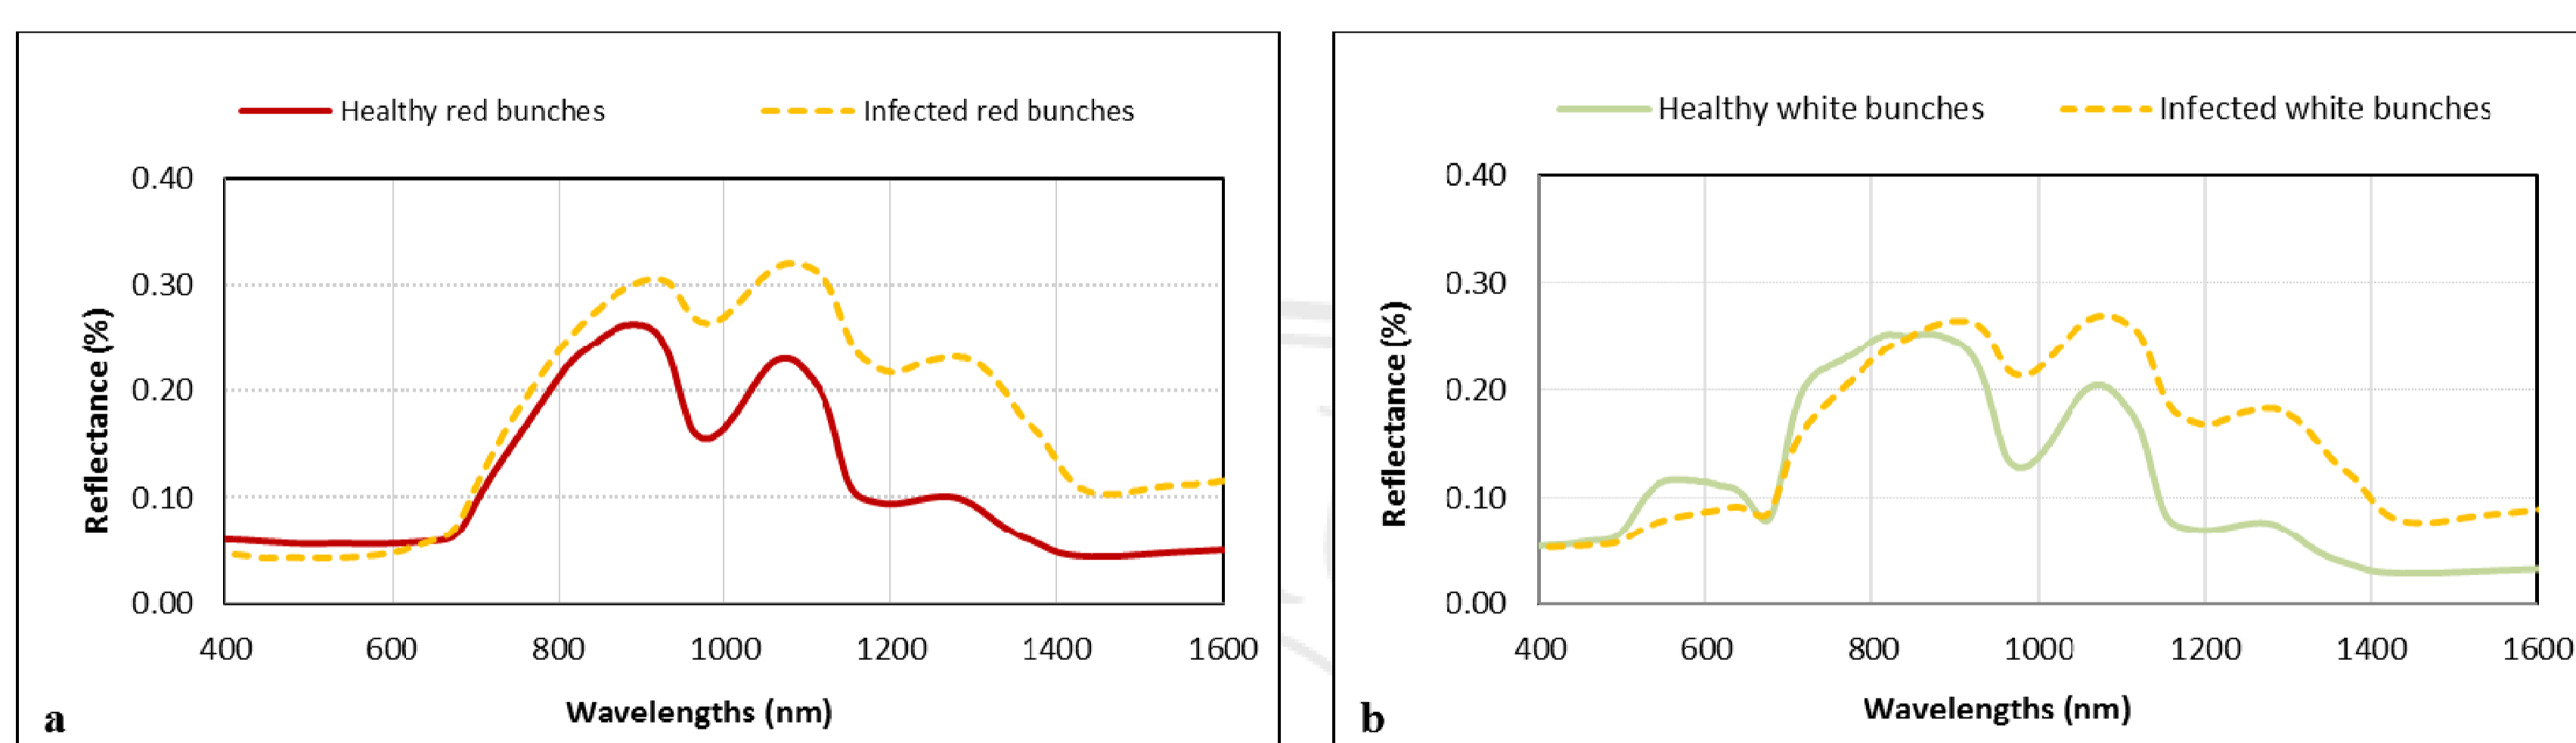 Healthy red bunches
Infected red bunches
0.40
0.30
0.20
0.10
0.00
Reflectance (%)
400 600 800 1000 1200 1400 1600
Wavelengths (nm)
a
Healthy white bunches
Infected white bunches
0.40
0.30
0.20
0.10
0.00
Reflectance (%)
400 600 800 1000 1200 1400 1600
Wavelengths (nm)
b